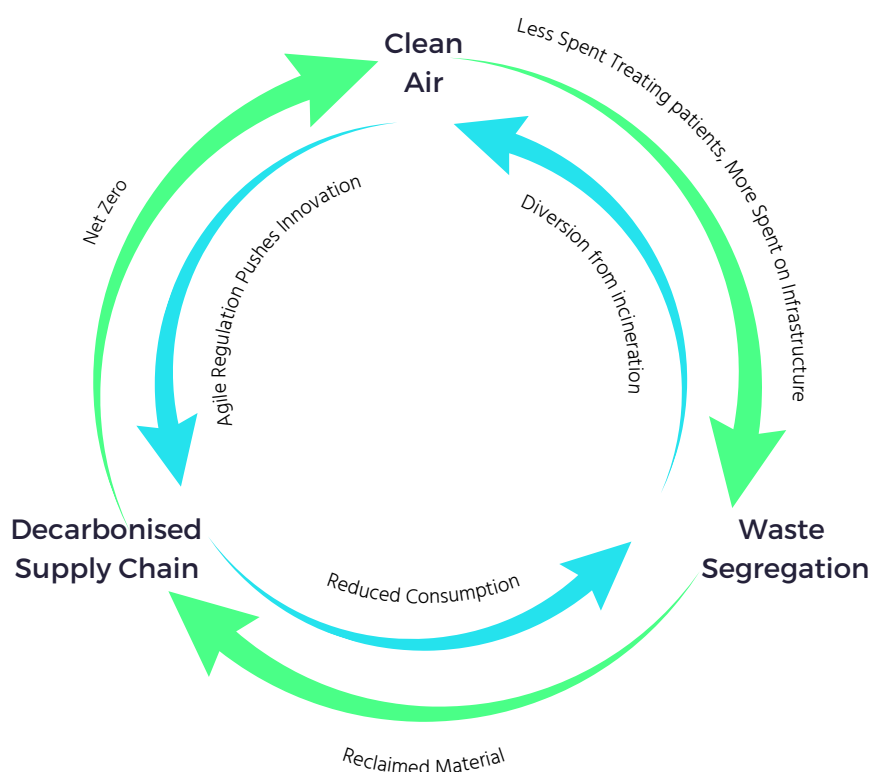 Clean
Air
Less Spent Treating patients, More Spent on Infrastructure
Net Zero
Agile Regulation Pushes Innovation
Diversion from incineration
Decarbonised
Supply Chain
Waste
Segregation
Reduced Consumption
Reclaimed Material